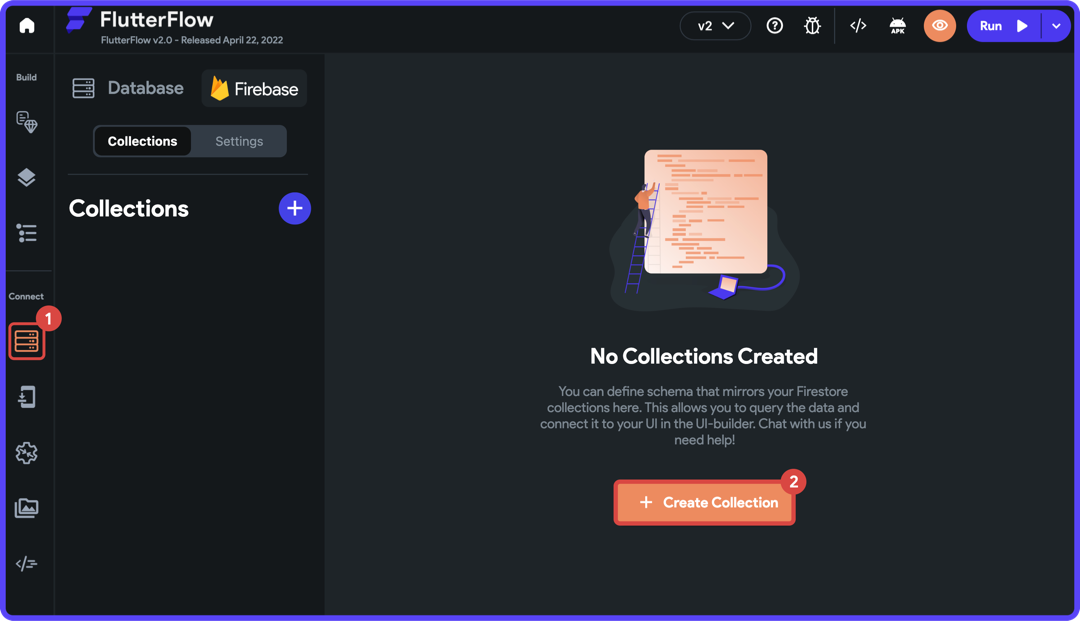 FlutterFlow
FlutterFlow v2.0 - Released April 22, 2022
v2
</>
APK
Run
Build
Database
Firebase
Collections
Settings
Collections
Connect
1
No Collections Created
You can define schema that mirrors your Firestore
collections here. This allows you to query the data and
connect it to your UI in the UI-builder. Chat with us if you
need help!
2
+ Create Collection